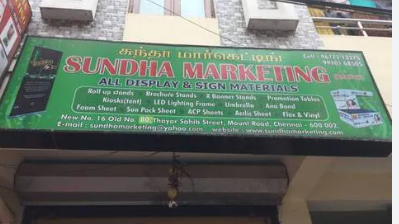 சுந்தா மார்கெட்டிங்
SUNDHA MARKETING
ALL DISPLAY & SIGN MATERIALS
Roll up stands - Brochure Stands - X Banner Stands - Promotion Tables
Kiosks(tent) - LED Lighting Frame - Umbrella - Ana Bond
Foam Sheet - Sun Pack Sheet - ACP Sheets - Aerlic Sheet - Flex & Vinyl
New No. 16 Old No. 80, Thayar Sahib Street, Mount Road, Chennai - 600 002.
E-mail : sundhamarketing@yahoo.com website : www.sundhamarketing.com